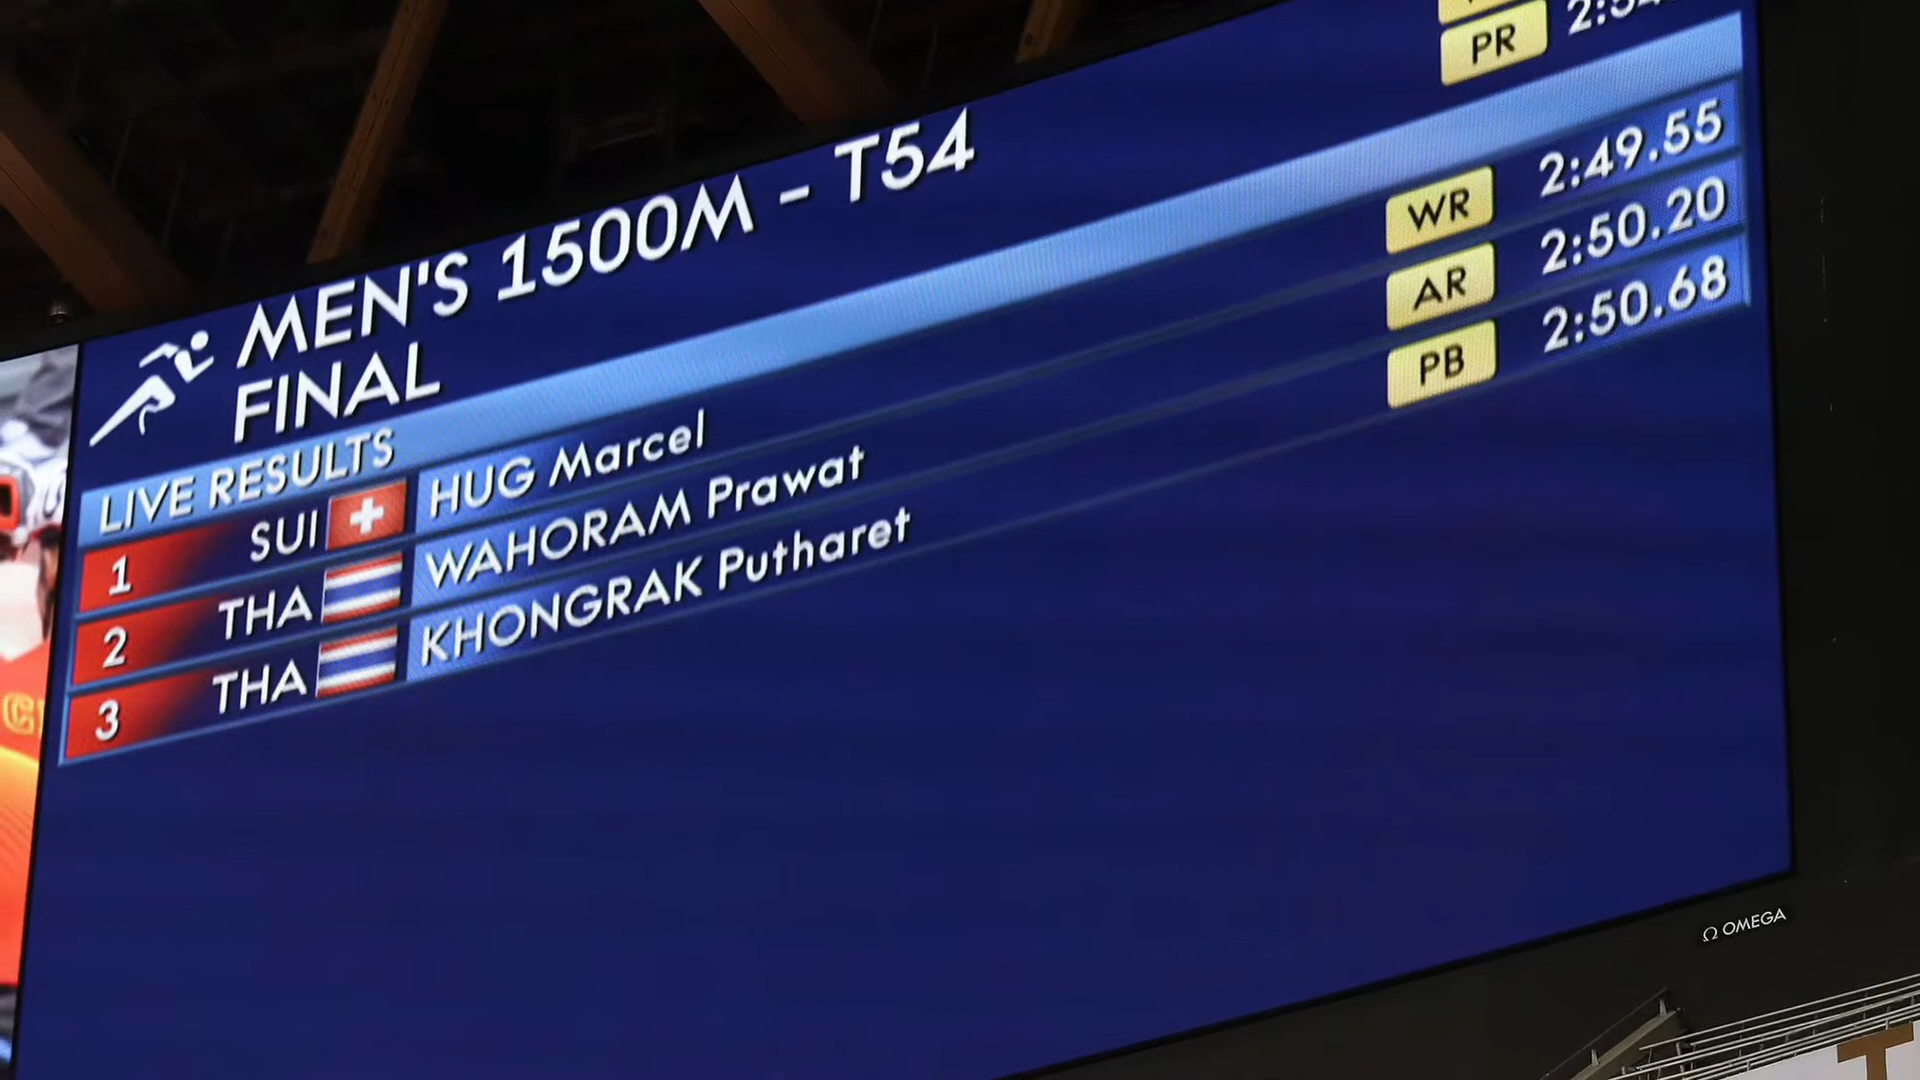 PR
MEN'S 1500M - T54
FINAL
LIVE RESULTS
1 SUI HUG Marcel WR 2:49.55
2 THA WAHORAM Prawat AR 2:50.20
3 THA KHONGRAK Putharet PB 2:50.68
Ω OMEGA